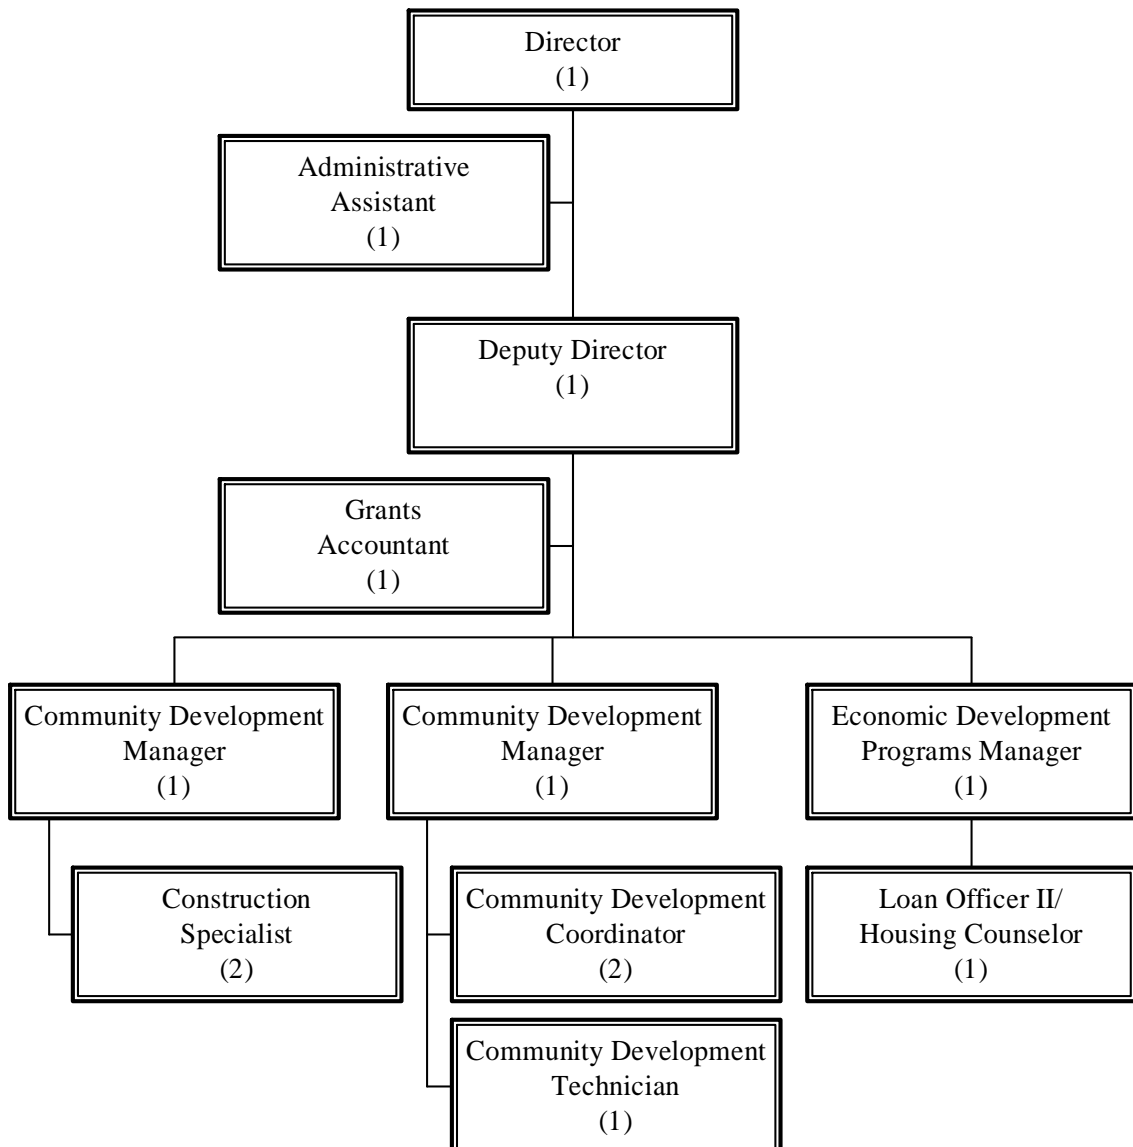 Director
(1)
Administrative
Assistant
(1)
Deputy Director
(1)
Grants
Accountant
(1)
Community Development
Manager
(1)
Community Development
Manager
(1)
Economic Development
Programs Manager
(1)
Construction
Specialist
(2)
Community Development
Coordinator
(2)
Loan Officer II/
Housing Counselor
(1)
Community Development
Technician
(1)